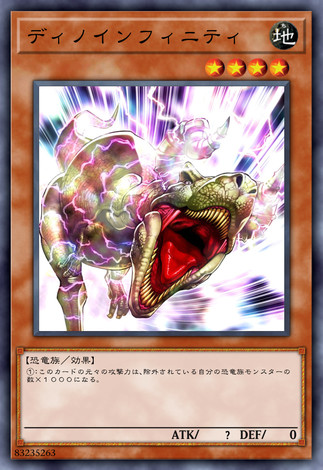 ディノインフィニティ
地
【恐竜族／効果】
①：このカードの元々の攻撃力は、除外されている自分の恐竜族モンスターの
数×１０００になる。
ATK/ ? DEF/ 0
83235263